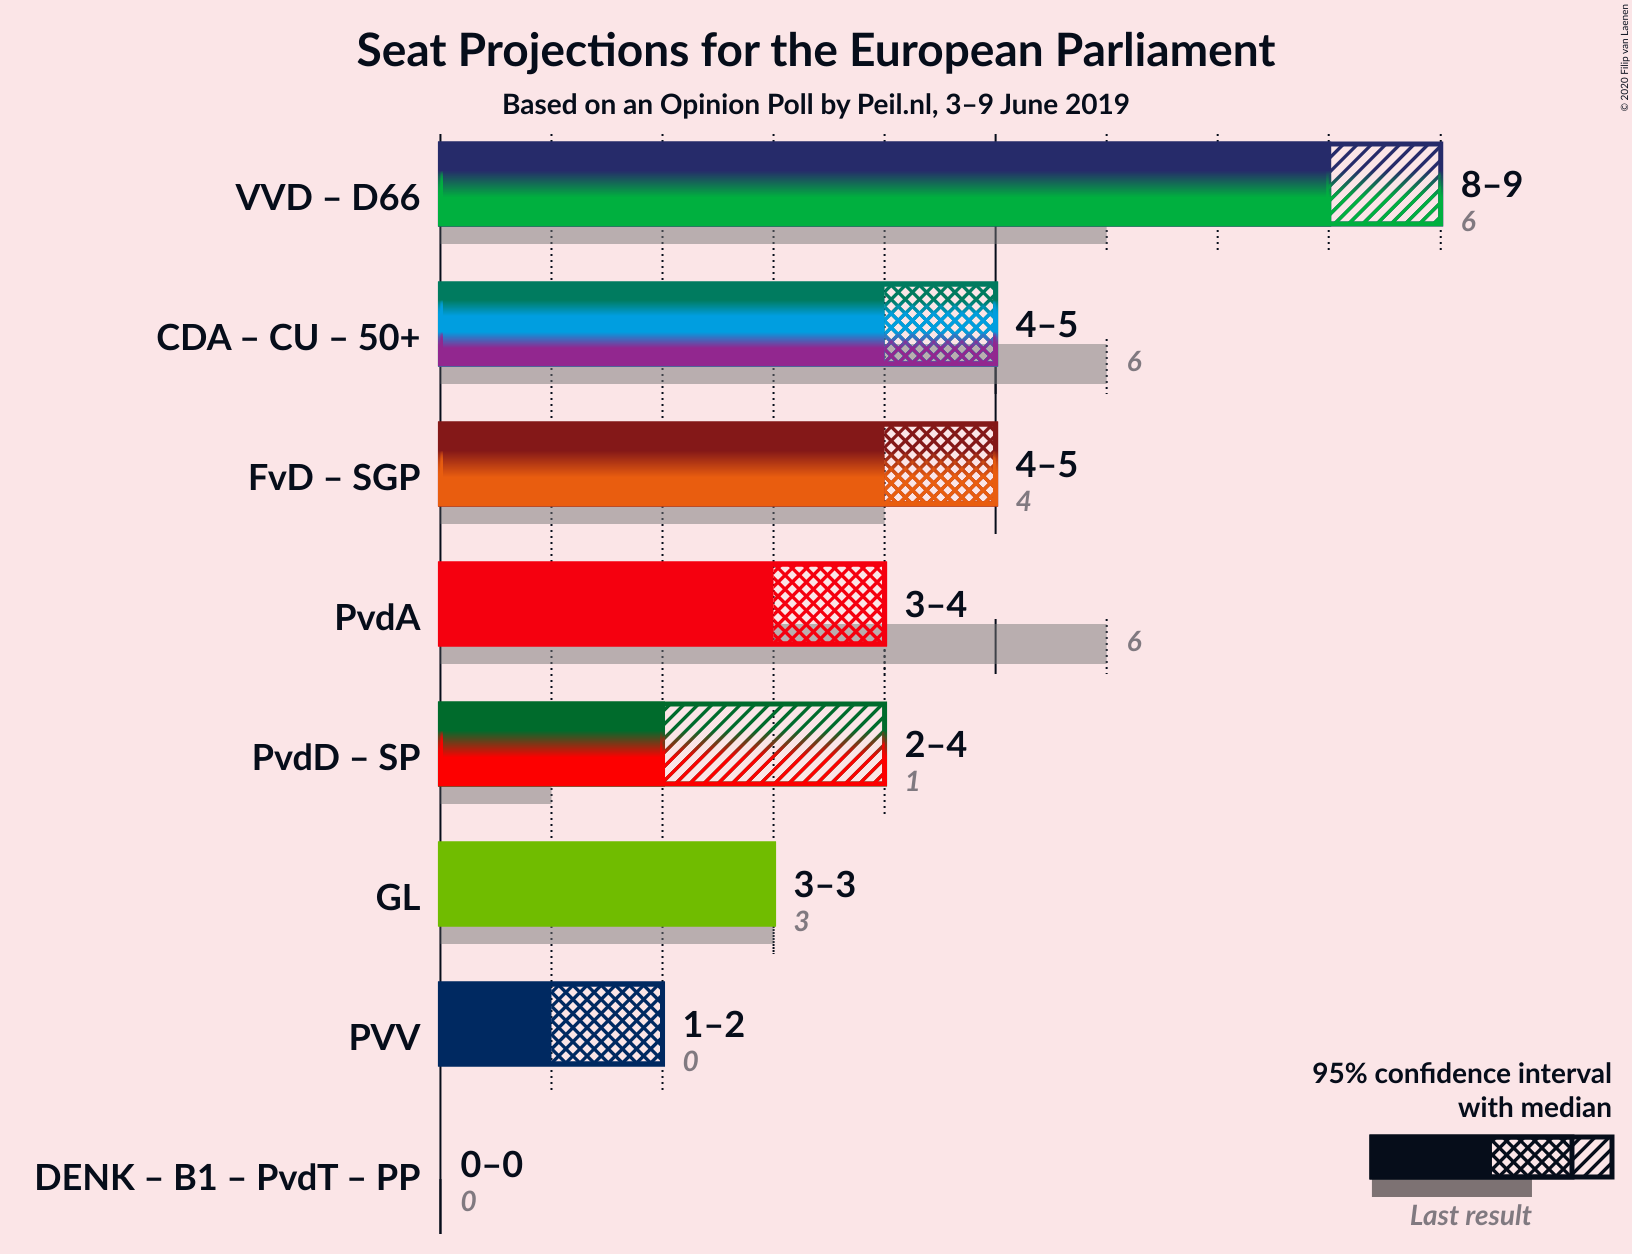 Seat Projections for the European Parliament
Based on an Opinion Poll by Peil.nl, 3–9 June 2019
© 2020 Filip van Laenen
VVD – D66
8–9
6
CDA – CU – 50+
4–5
6
FvD – SGP
4–5
4
PvdA
3–4
6
PvdD – SP
2–4
1
GL
3–3
3
PVV
1–2
0
DENK – B1 – PvdT – PP
0–0
0
95% confidence interval
with median
Last result